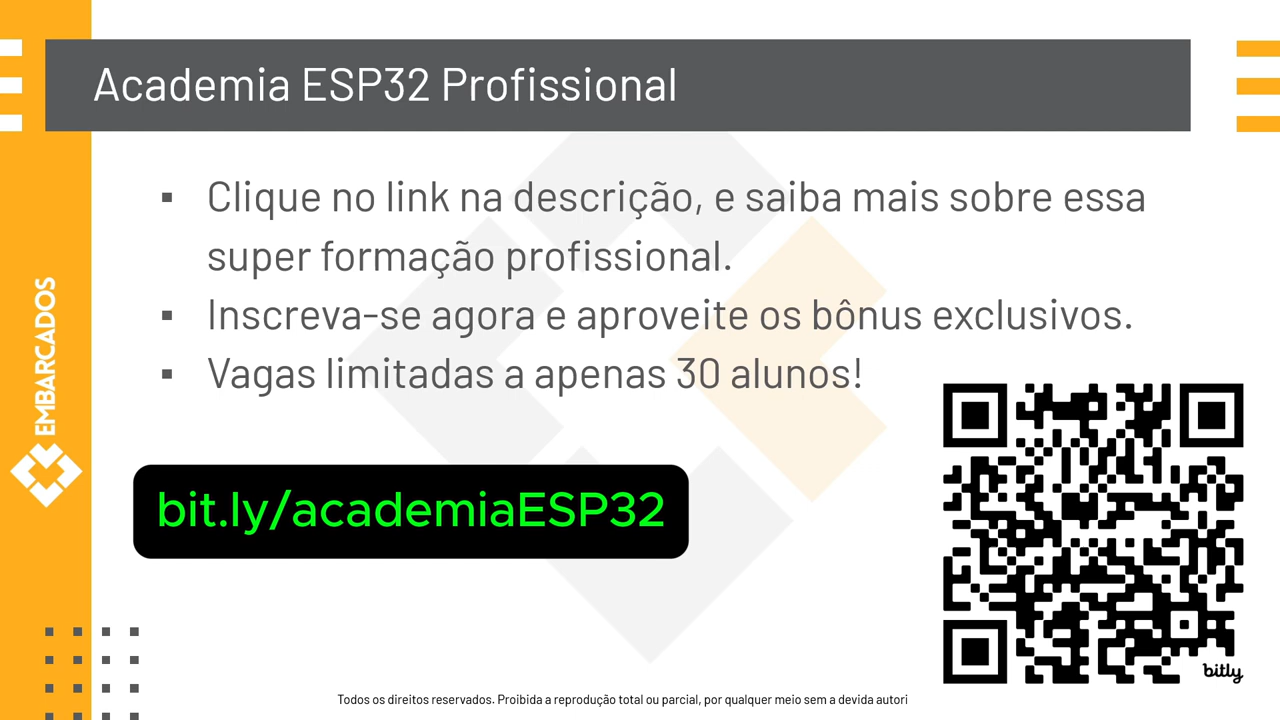 Academia ESP32 Profissional
▪ Clique no link na descrição, e saiba mais sobre essa
super formação profissional.
▪ Inscreva-se agora e aproveite os bônus exclusivos.
▪ Vagas limitadas a apenas 30 alunos!
EMBARCADOS
bit.ly/academiaESP32
bitly
Todos os direitos reservados. Proibida a reprodução total ou parcial, por qualquer meio sem a devida autori